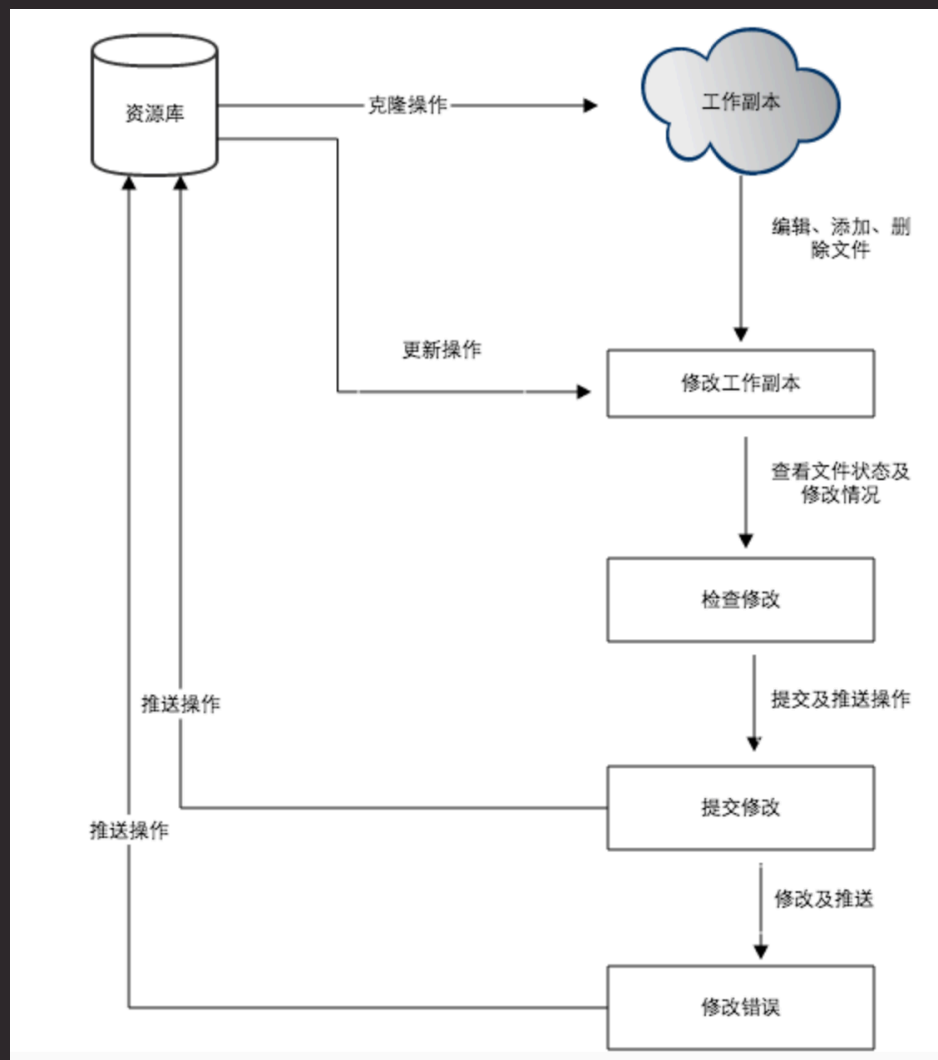 资源库
克隆操作
工作副本
编辑、添加、删
除文件
更新操作
修改工作副本
查看文件状态及
修改情况
检查修改
推送操作
提交及推送操作
提交修改
推送操作
修改及推送
修改错误